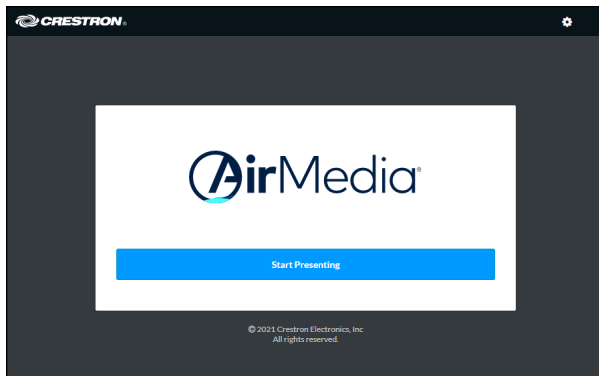 CRESTRON®
AirMedia®
Start Presenting
© 2021 Crestron Electronics, Inc
All rights reserved.